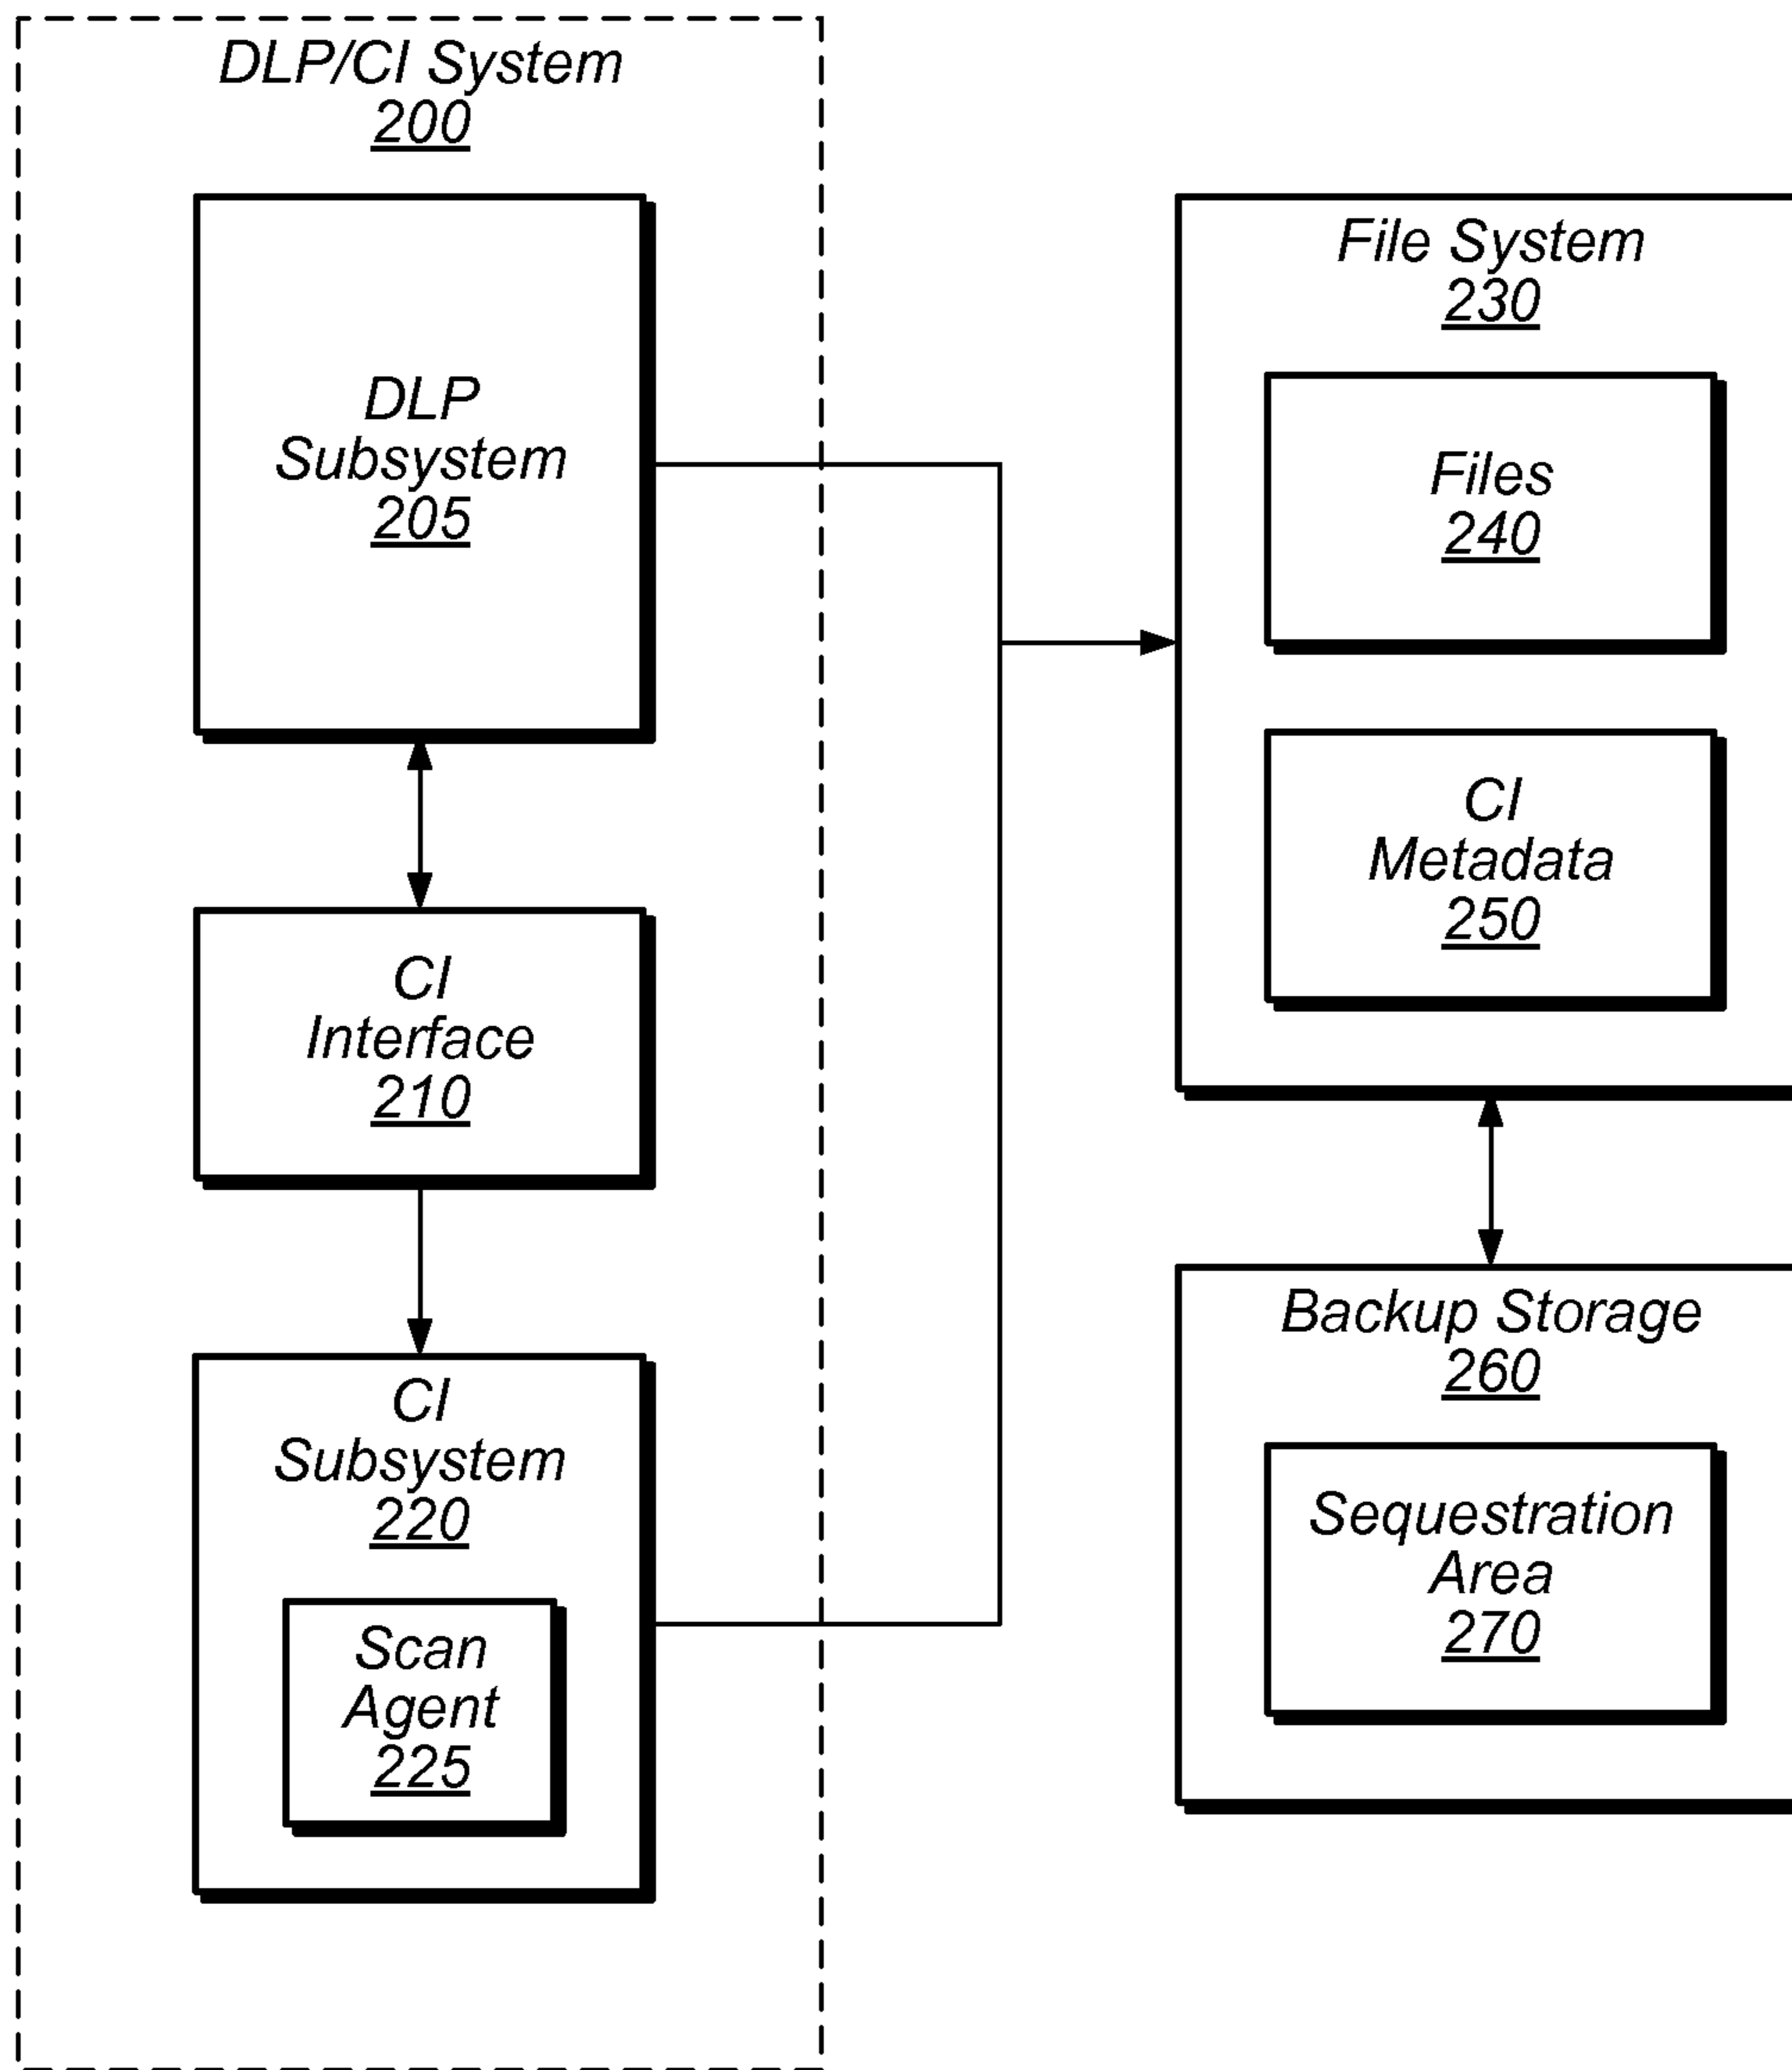 DLP/CI System
200
DLP
Subsystem
205
CI
Interface
210
CI
Subsystem
220
Scan
Agent
225
File System
230
Files
240
CI
Metadata
250
Backup Storage
260
Sequestration
Area
270